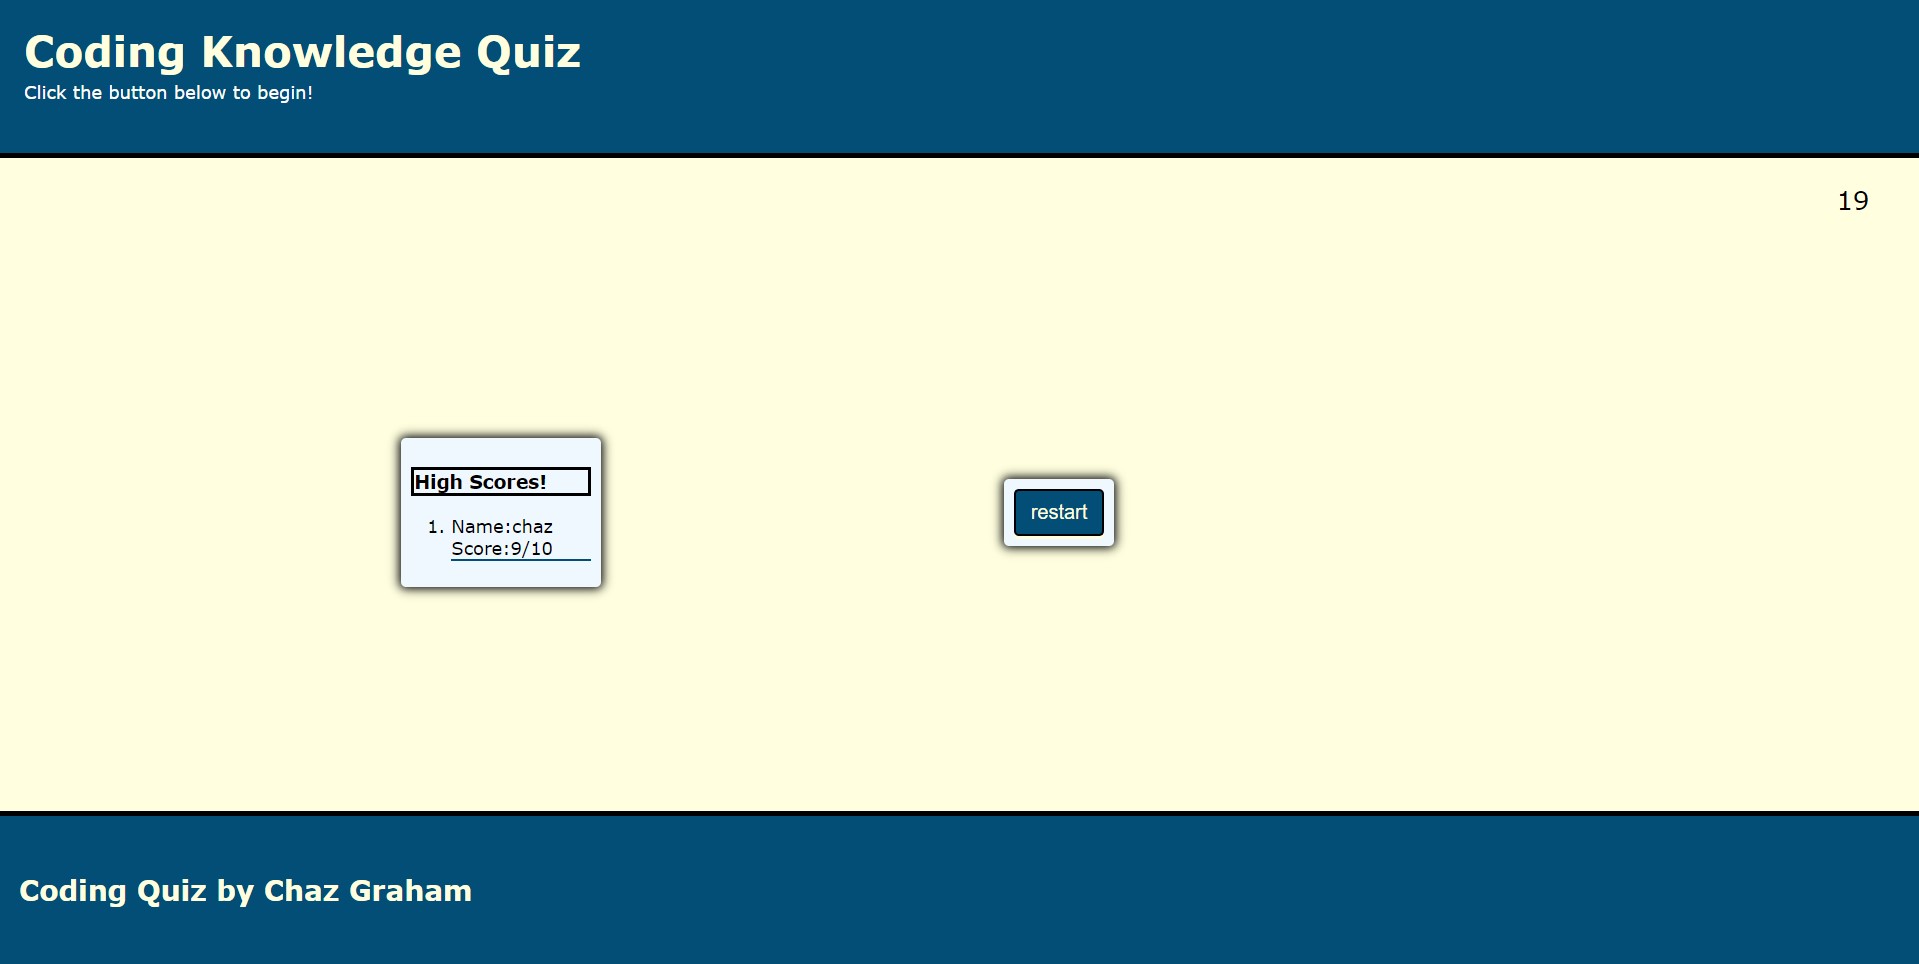 Coding Knowledge Quiz
Click the button below to begin!
19
High Scores!
1. Name:chaz
Score:9/10
restart
Coding Quiz by Chaz Graham